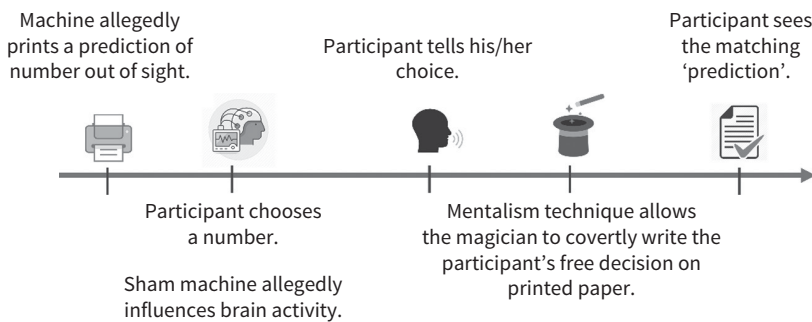 Machine allegedly
prints a prediction of
number out of sight.
Participant tells his/her
choice.
Participant sees
the matching
‘prediction’.
Participant chooses
a number.
Sham machine allegedly
influences brain activity.
Mentalism technique allows
the magician to covertly write the
participant’s free decision on
printed paper.